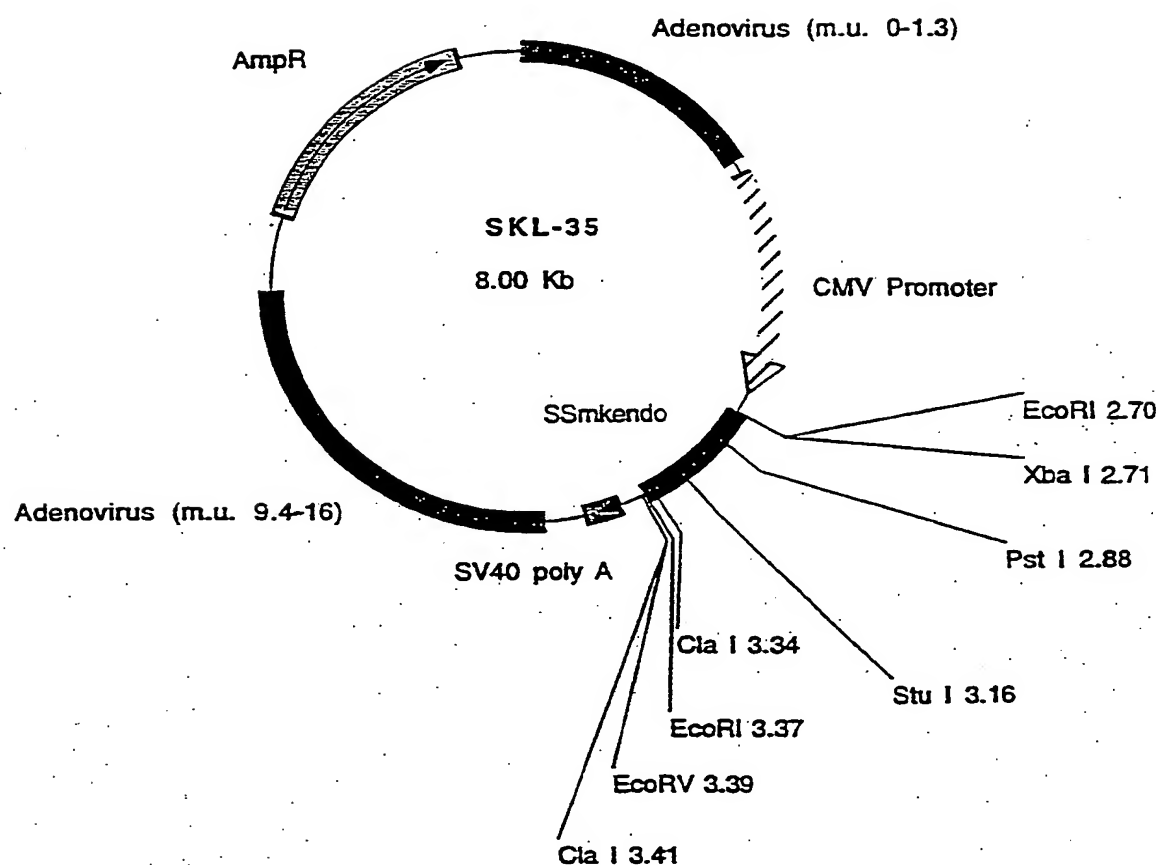 Adenovirus (m.u. 0-1.3)
AmpR
SKL-35
8.00 Kb
CMV Promoter
SSmkendo
EcoRI 2.70
Xba I 2.71
Adenovirus (m.u. 9.4-16)
Pst I 2.88
SV40 poly A
Cla I 3.34
Stu I 3.16
EcoRI 3.37
EcoRV 3.39
Cla I 3.41